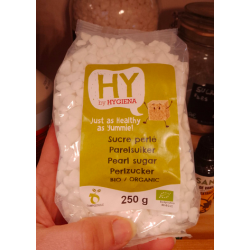 HY
by HYGIENA
Just as Healthy
as Yummie!
Sucre perlé
Parelsuiker
Pearl sugar
Perlzucker
BIO / ORGANIC
250 g